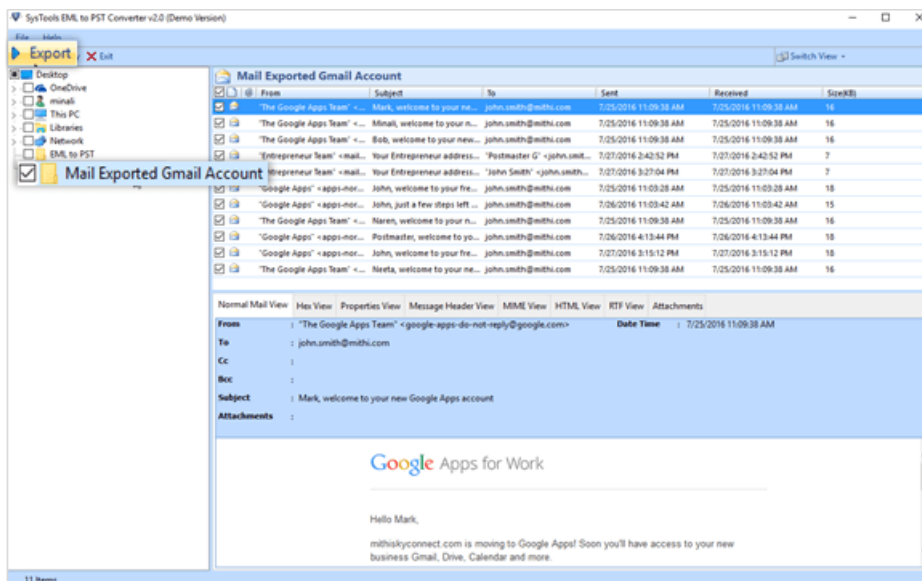 SysTools EML to PST Converter v2.0 (Demo Version)
File Help
Export Exit Switch View
Desktop
OneDrive
minali
This PC
Libraries
Network
EML to PST
Mail Exported Gmail Account
Mail Exported Gmail Account
From Subject To Sent Received Size(KB)
"The Google Apps Team" <... Mark, welcome to your ne... john.smith@mithi.com 7/25/2016 11:09:38 AM 7/25/2016 11:09:38 AM 16
"The Google Apps Team" <... Minali, welcome to your n... john.smith@mithi.com 7/25/2016 11:09:38 AM 7/25/2016 11:09:38 AM 16
"The Google Apps Team" <... Bob, welcome to your new... john.smith@mithi.com 7/25/2016 11:09:38 AM 7/25/2016 11:09:38 AM 16
"Entrepreneur Team" <mail... Your Entrepreneur address... "Postmaster G" <john.smit... 7/27/2016 2:42:52 PM 7/27/2016 2:42:52 PM 7
Entrepreneur Team" <mail... Your Entrepreneur address... "John Smith" <john.smith... 7/27/2016 3:27:04 PM 7/27/2016 3:27:04 PM 7
"Google Apps" <apps-nor... John, welcome to your fre... john.smith@mithi.com 7/25/2016 11:03:28 AM 7/25/2016 11:03:28 AM 18
"Google Apps" <apps-nor... John, just a few steps left ... john.smith@mithi.com 7/26/2016 11:03:42 AM 7/26/2016 11:03:42 AM 15
"The Google Apps Team" <... Naren, welcome to your n... john.smith@mithi.com 7/25/2016 11:09:38 AM 7/25/2016 11:09:38 AM 16
"Google Apps" <apps-nor... Postmaster, welcome to yo... john.smith@mithi.com 7/26/2016 4:13:44 PM 7/26/2016 4:13:44 PM 18
"Google Apps" <apps-nor... John, welcome to your fre... john.smith@mithi.com 7/27/2016 3:15:12 PM 7/27/2016 3:15:12 PM 18
"The Google Apps Team" <... Neeta, welcome to your ne... john.smith@mithi.com 7/25/2016 11:09:38 AM 7/25/2016 11:09:38 AM 16
Normal Mail View Hex View Properties View Message Header View MIME View HTML View RTF View Attachments
From : "The Google Apps Team" <google-apps-do-not-reply@google.com> Date Time : 7/25/2016 11:09:38 AM
To : john.smith@mithi.com
Cc :
Bcc :
Subject : Mark, welcome to your new Google Apps account
Attachments :
Google Apps for Work
Hello Mark,
mithiskyconnect.com is moving to Google Apps! Soon you'll have access to your new
business Gmail, Drive, Calendar and more.
11 Items